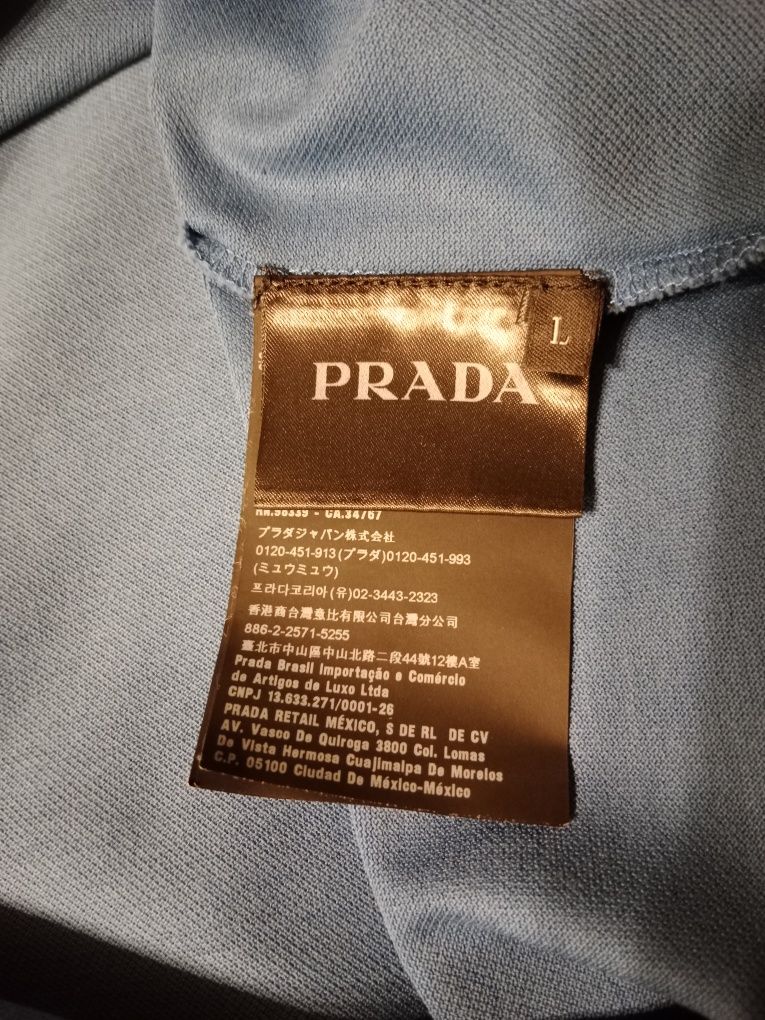 L
PRADA
RN.98339 - CA.34767
プラダジャパン株式会社
0120-451-913(プラダ)0120-451-993
(ミュウミュウ)
프라다코리아(유)02-3443-2323
香港商台灣意比有限公司台灣分公司
886-2-2571-5255
臺北市中山區中山北路二段44號12樓A室
Prada Brasil Importação e Comércio
de Artigos de Luxo Ltda
CNPJ 13.633.271/0001-26
PRADA RETAIL MÉXICO, S DE RL DE CV
AV. Vasco De Quiroga 3800 Col. Lomas
De Vista Hermosa Cuajimalpa De Morelos
C.P. 05100 Ciudad De México-México